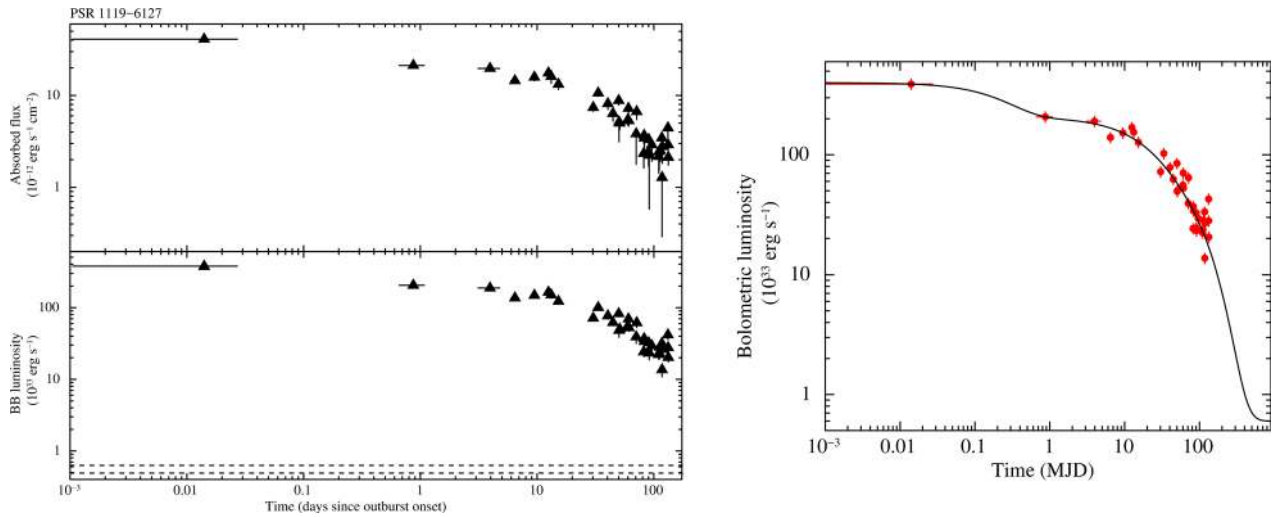 PSR 1119−6127
Absorbed flux
(10⁻¹² erg s⁻¹ cm⁻²)
10
1
BB luminosity
(10³³ erg s⁻¹)
100
10
1
10⁻³ 0.01 0.1 1 10 100
Time (days since outburst onset)
Bolometric luminosity
(10³³ erg s⁻¹)
100
10
1
10⁻³ 0.01 0.1 1 10 100
Time (MJD)